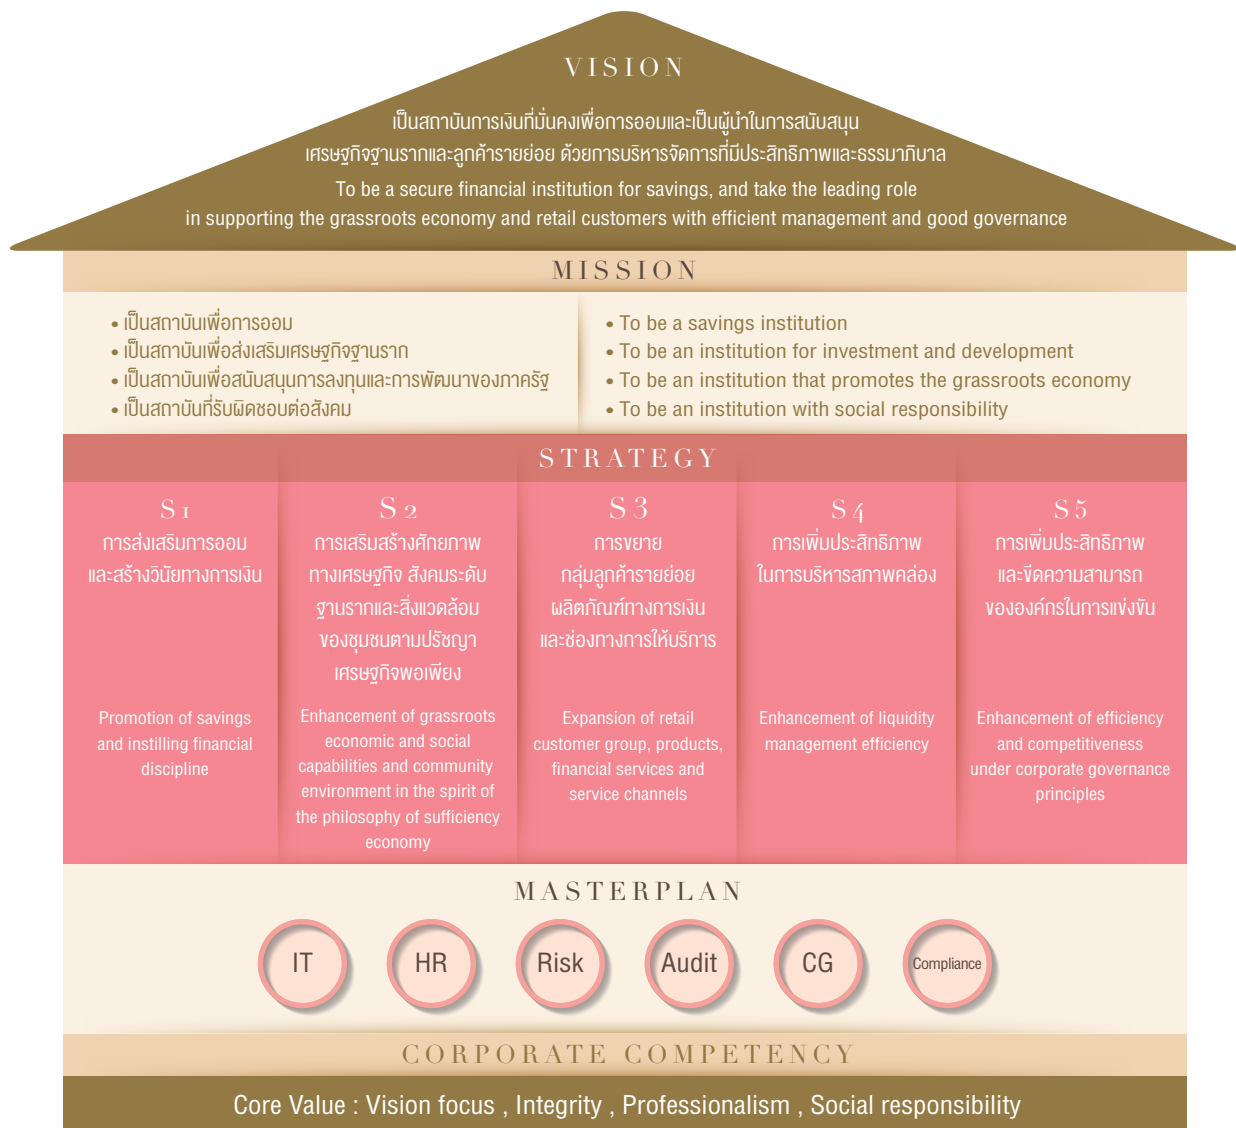 VISION
เป็นสถาบันการเงินที่มั่นคงเพื่อการออมและเป็นผู้นำในการสนับสนุน
เศรษฐกิจฐานรากและลูกค้ารายย่อย ด้วยการบริหารจัดการที่มีประสิทธิภาพและธรรมาภิบาล
To be a secure financial institution for savings, and take the leading role
in supporting the grassroots economy and retail customers with efficient management and good governance
MISSION
• เป็นสถาบันเพื่อการออม
• เป็นสถาบันเพื่อส่งเสริมเศรษฐกิจฐานราก
• เป็นสถาบันเพื่อสนับสนุนการลงทุนและการพัฒนาของภาครัฐ
• เป็นสถาบันที่รับผิดชอบต่อสังคม
• To be a savings institution
• To be an institution for investment and development
• To be an institution that promotes the grassroots economy
• To be an institution with social responsibility
STRATEGY
S1
การส่งเสริมการออม
และสร้างวินัยทางการเงิน
Promotion of savings
and instilling financial
discipline
S2
การเสริมสร้างศักยภาพ
ทางเศรษฐกิจ สังคมระดับ
ฐานรากและสิ่งแวดล้อม
ของชุมชนตามปรัชญา
เศรษฐกิจพอเพียง
Enhancement of grassroots
economic and social
capabilities and community
environment in the spirit of
the philosophy of sufficiency
economy
S3
การขยาย
กลุ่มลูกค้ารายย่อย
ผลิตภัณฑ์ทางการเงิน
และช่องทางการให้บริการ
Expansion of retail
customer group, products,
financial services and
service channels
S4
การเพิ่มประสิทธิภาพ
ในการบริหารสภาพคล่อง
Enhancement of liquidity
management efficiency
S5
การเพิ่มประสิทธิภาพ
และขีดความสามารถ
ขององค์กรในการแข่งขัน
Enhancement of efficiency
and competitiveness
under corporate governance
principles
MASTERPLAN
IT
HR
Risk
Audit
CG
Compliance
CORPORATE COMPETENCY
Core Value : Vision focus , Integrity , Professionalism , Social responsibility